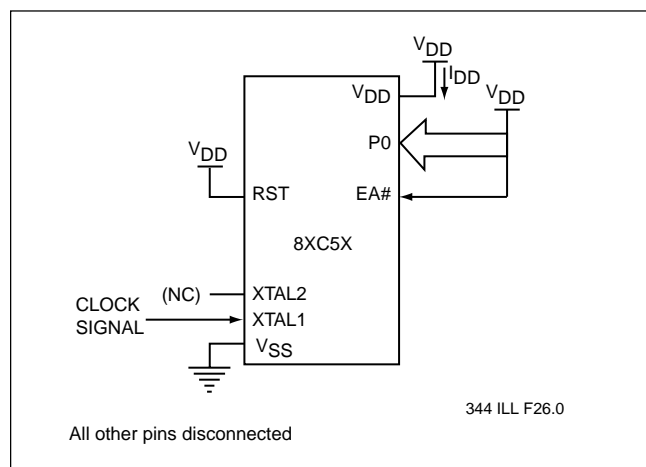 VDD
IDD
VDD
VDD
P0
VDD
RST
EA#
8XC5X
(NC)
XTAL2
CLOCK
SIGNAL
XTAL1
VSS
344 ILL F26.0
All other pins disconnected